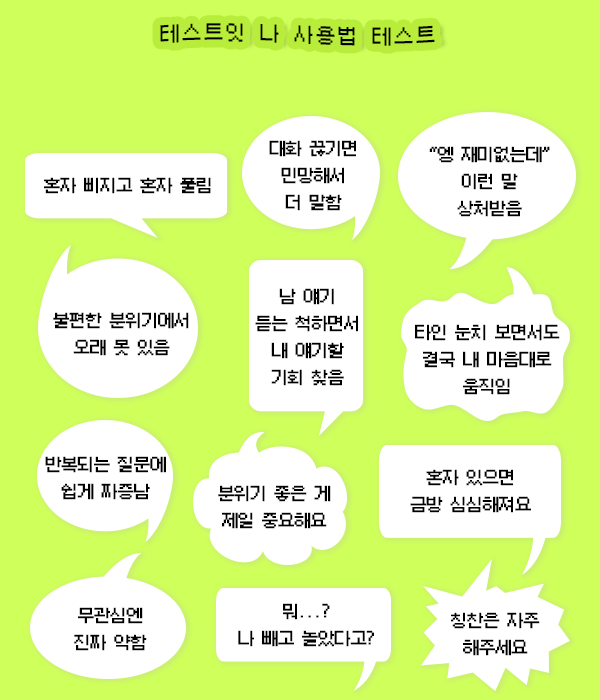 테스트잇 나 사용법 테스트
혼자 삐지고 혼자 풀림
대화 끊기면
민망해서
더 말함
“엥 재미없는데”
이런 말
상처받음
불편한 분위기에서
오래 못 있음
남 얘기
듣는 척하면서
내 얘기할
기회 찾음
타인 눈치 보면서도
결국 내 마음대로
움직임
반복되는 질문에
쉽게 짜증남
분위기 좋은 게
제일 중요해요
혼자 있으면
금방 심심해져요
무관심엔
진짜 약함
뭐...?
나 빼고 놀았다고?
칭찬은 자주
해주세요